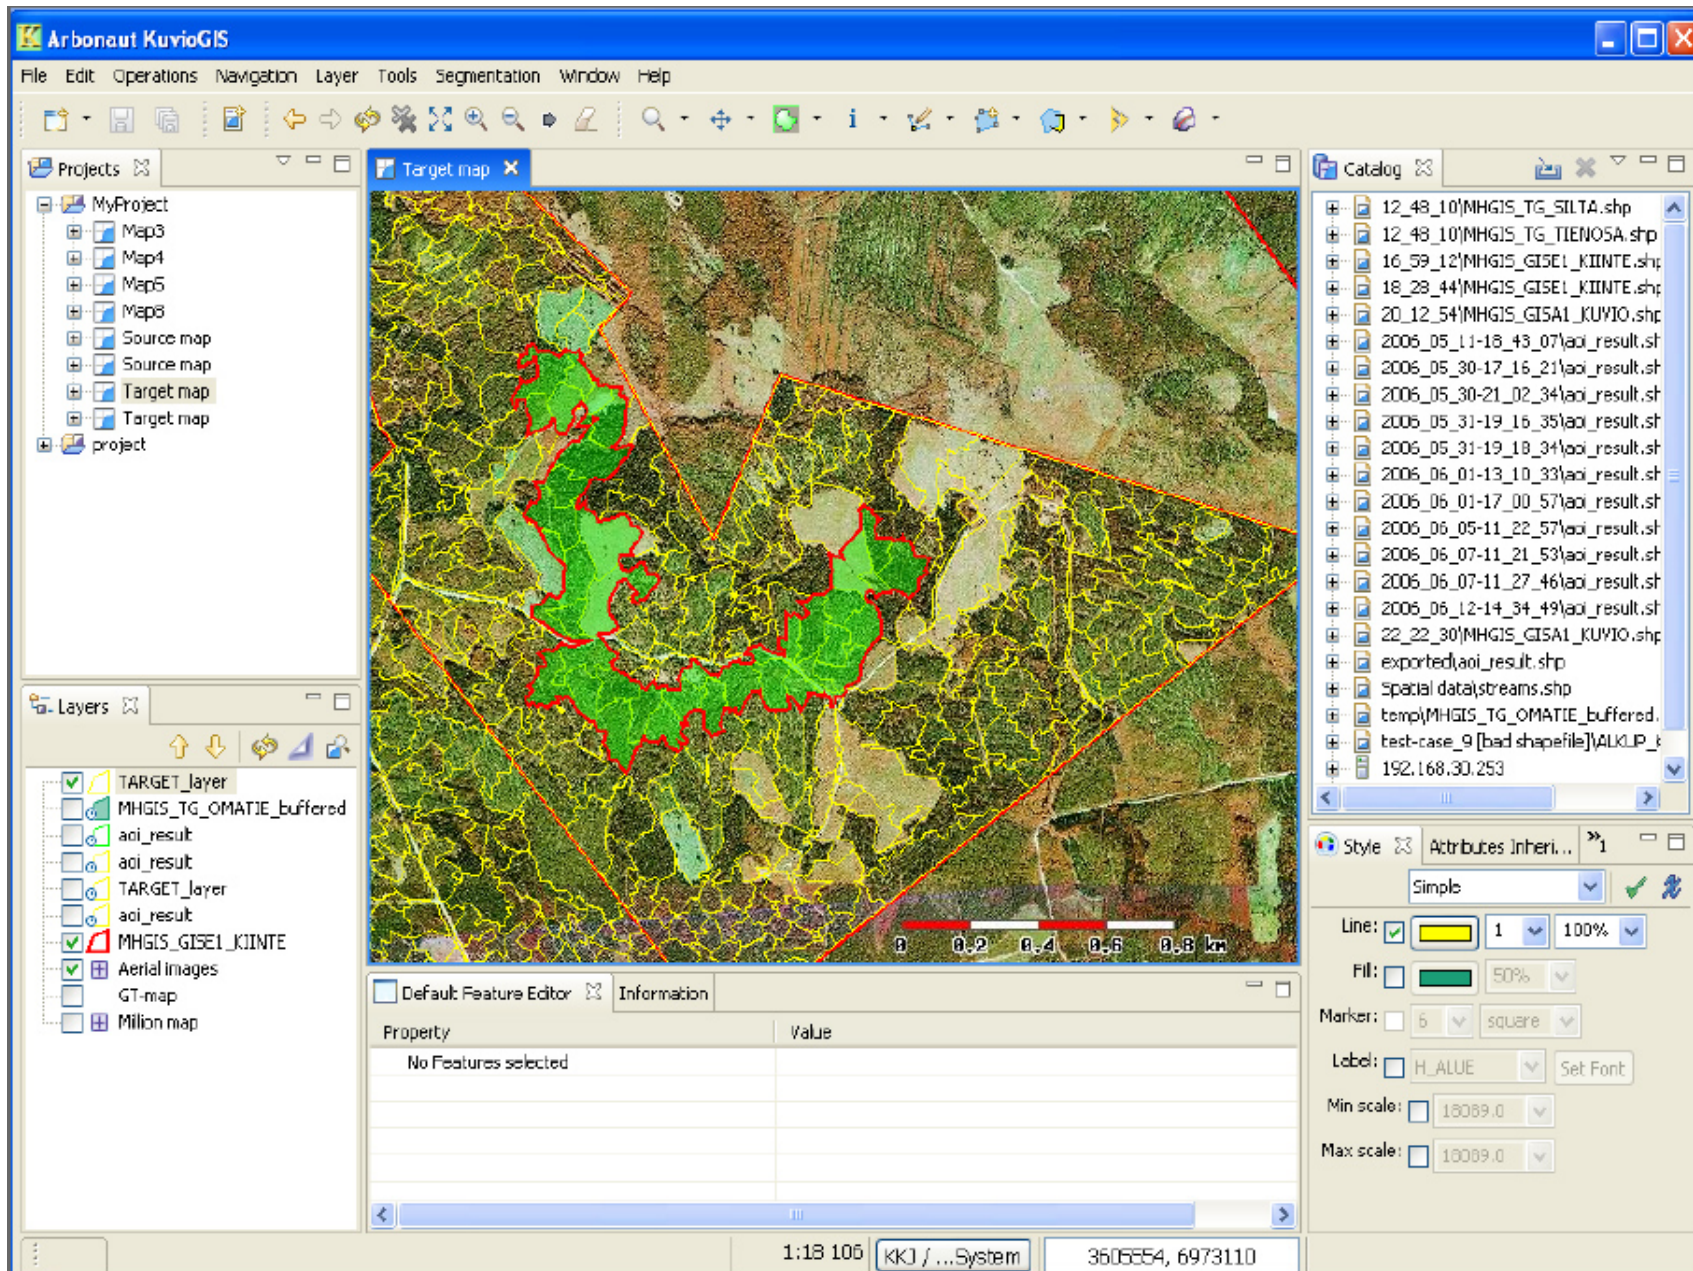 Arbonaut KuvioGIS
File Edit Operations Navigation Layer Tools Segmentation Window Help
Projects
MyProject
Map3
Map4
Map5
Map8
Source map
Source map
Target map
Target map
project
Layers
TARGET_layer
MHGIS_TG_OMATIE_buffered
aoi_result
aoi_result
TARGET_layer
aoi_result
MHGIS_GISE1_KIINTE
Aerial images
GT-map
Million map
Target map
0 0.2 0.4 0.6 0.8 km
Default Feature Editor Information
Property Value
No Features selected
Catalog
12_48_10\MHGIS_TG_SILTA.shp
12_48_10\MHGIS_TG_TIENOSA.shp
16_59_12\MHGIS_GISE1_KIINTE.shp
18_28_44\MHGIS_GISE1_KIINTE.shp
20_12_54\MHGIS_GISA1_KUVIO.shp
2006_05_11-18_43_07\aoi_result.sh
2006_05_30-17_16_21\aoi_result.sh
2006_05_30-21_02_34\aoi_result.sh
2006_05_31-19_16_35\aoi_result.sh
2006_05_31-19_18_34\aoi_result.sh
2006_06_01-13_10_33\aoi_result.sh
2006_06_01-17_00_57\aoi_result.sh
2006_06_05-11_22_57\aoi_result.sh
2006_06_07-11_21_53\aoi_result.sh
2006_06_07-11_27_46\aoi_result.sh
2006_06_12-14_34_49\aoi_result.sh
22_22_30\MHGIS_GISA1_KUVIO.shp
exported\aoi_result.shp
Spatial data\streams.shp
temp\MHGIS_TG_OMATIE_buffered.
test-case_9 [bad shapefile]\ALKUP_K
192.168.30.253
Style Attributes Inheri... »1
Simple
Line: 1 100%
Fill: 50%
Marker: 6 square
Label: H_ALUE Set Font
Min scale: 18089.0
Max scale: 18089.0
1:18 106 KKJ / ...System 3605554, 6973110